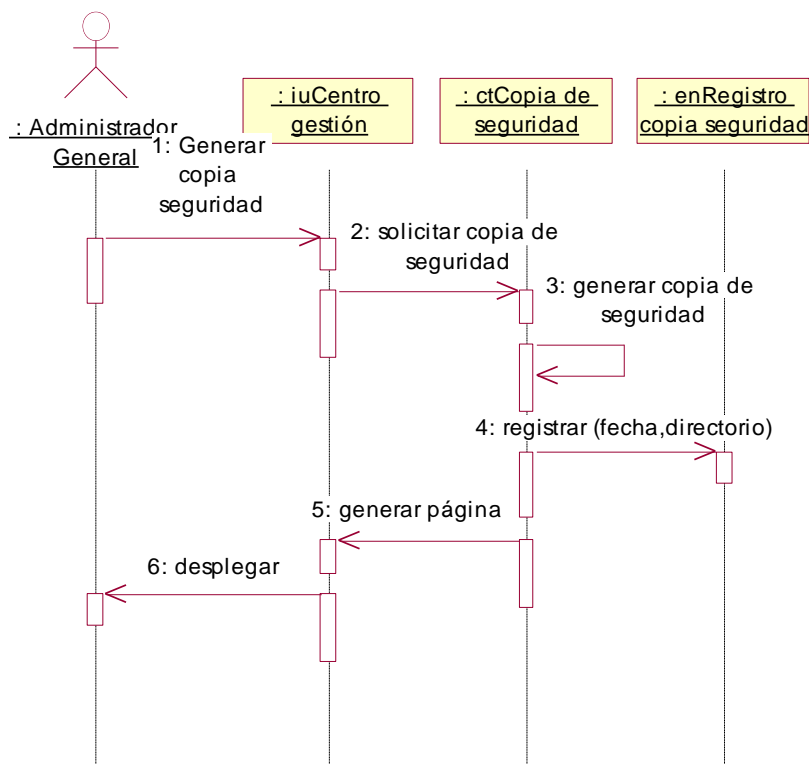 : Administrador
General
: iuCentro
gestión
: ctCopia de
seguridad
: enRegistro
copia seguridad
1: Generar
copia
seguridad
2: solicitar copia de
seguridad
3: generar copia de
seguridad
4: registrar (fecha,directorio)
5: generar página
6: desplegar